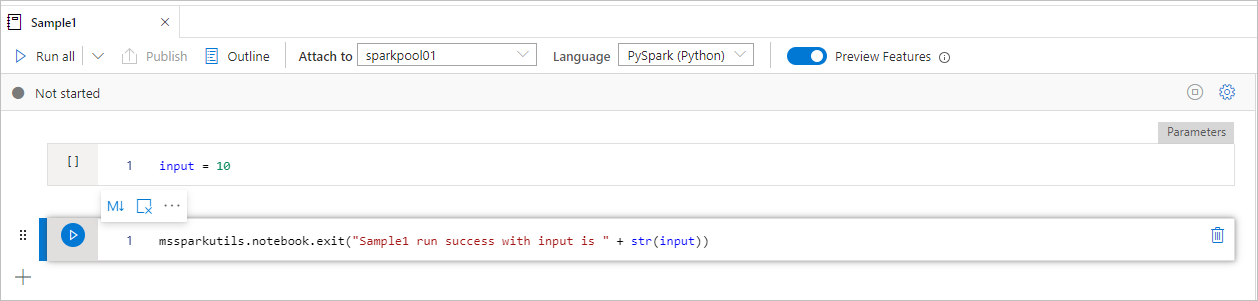 Sample1
Run all Publish Outline Attach to sparkpool01 Language PySpark (Python) Preview Features
Not started
Parameters
[ ] 1 input = 10
M↓ ···
1 mssparkutils.notebook.exit("Sample1 run success with input is " + str(input))